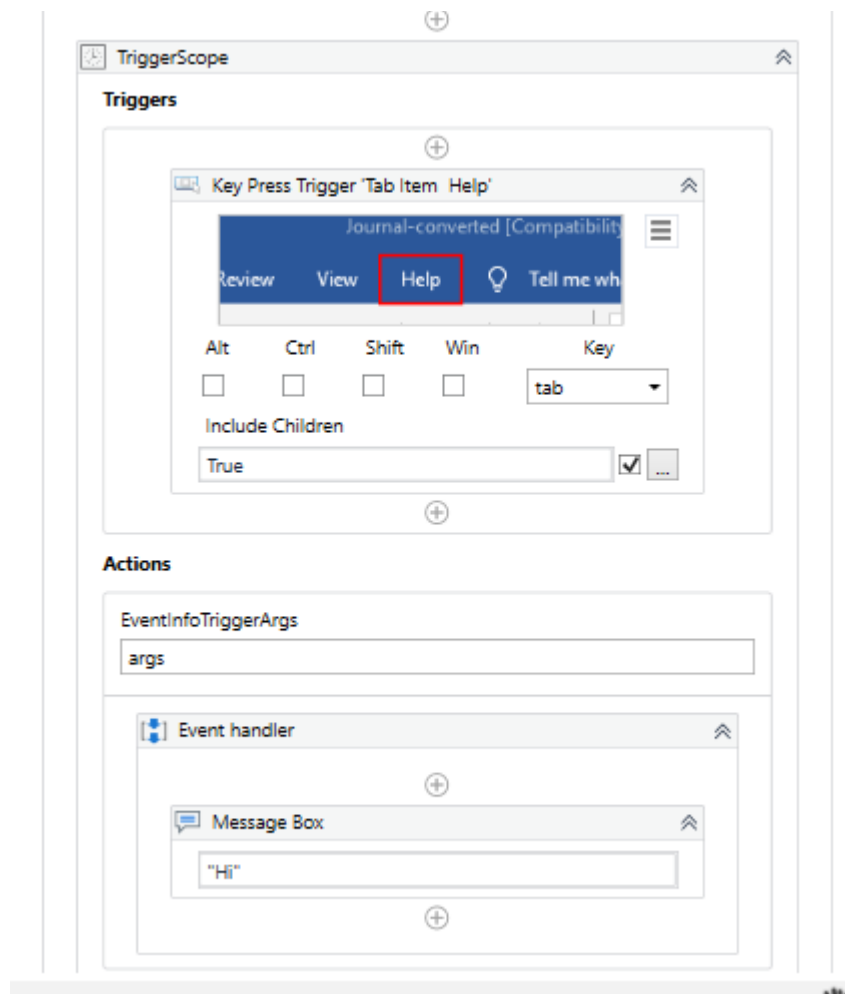 TriggerScope
Triggers
Key Press Trigger 'Tab Item  Help'
Journal-converted [Compatibility
Review View Help Tell me wh
Alt Ctrl Shift Win Key
tab
Include Children
True ...
Actions
EventInfoTriggerArgs
args
Event handler
Message Box
"Hi"